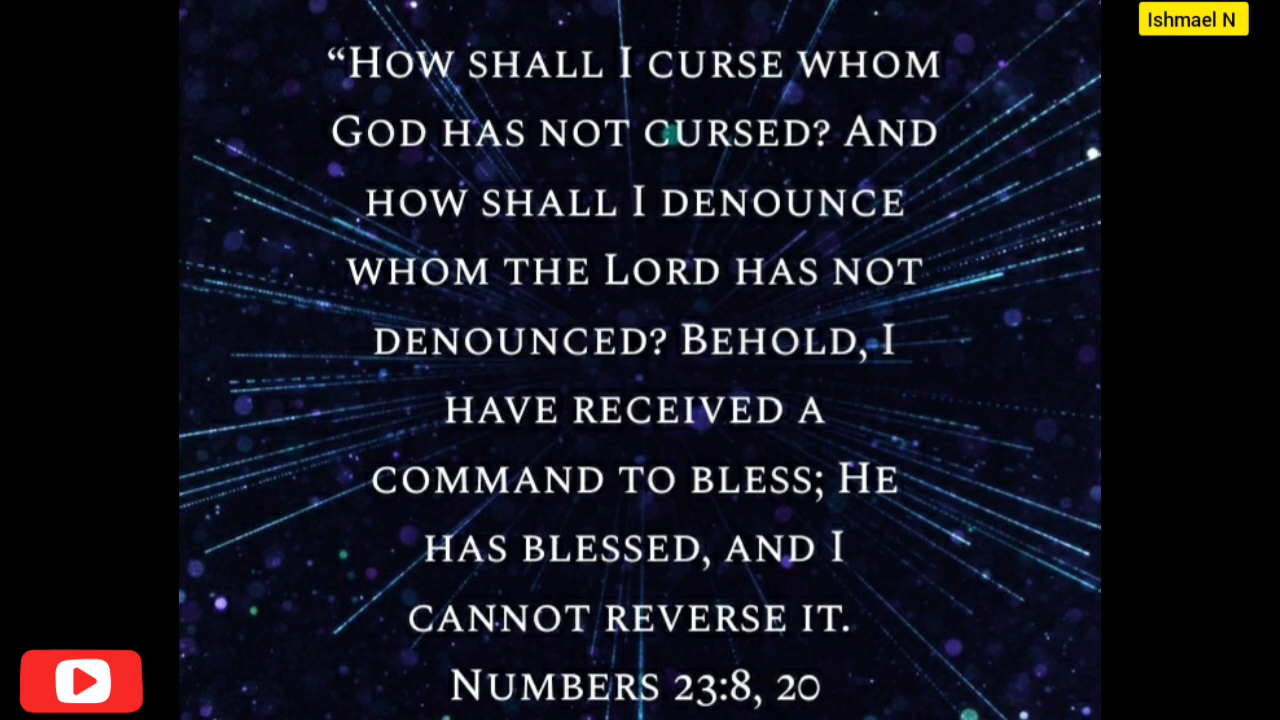 Ishmael N
“How shall I curse whom
God has not cursed? And
how shall I denounce
whom the Lord has not
denounced? Behold, I
have received a
command to bless; He
has blessed, and I
cannot reverse it.
Numbers 23:8, 20